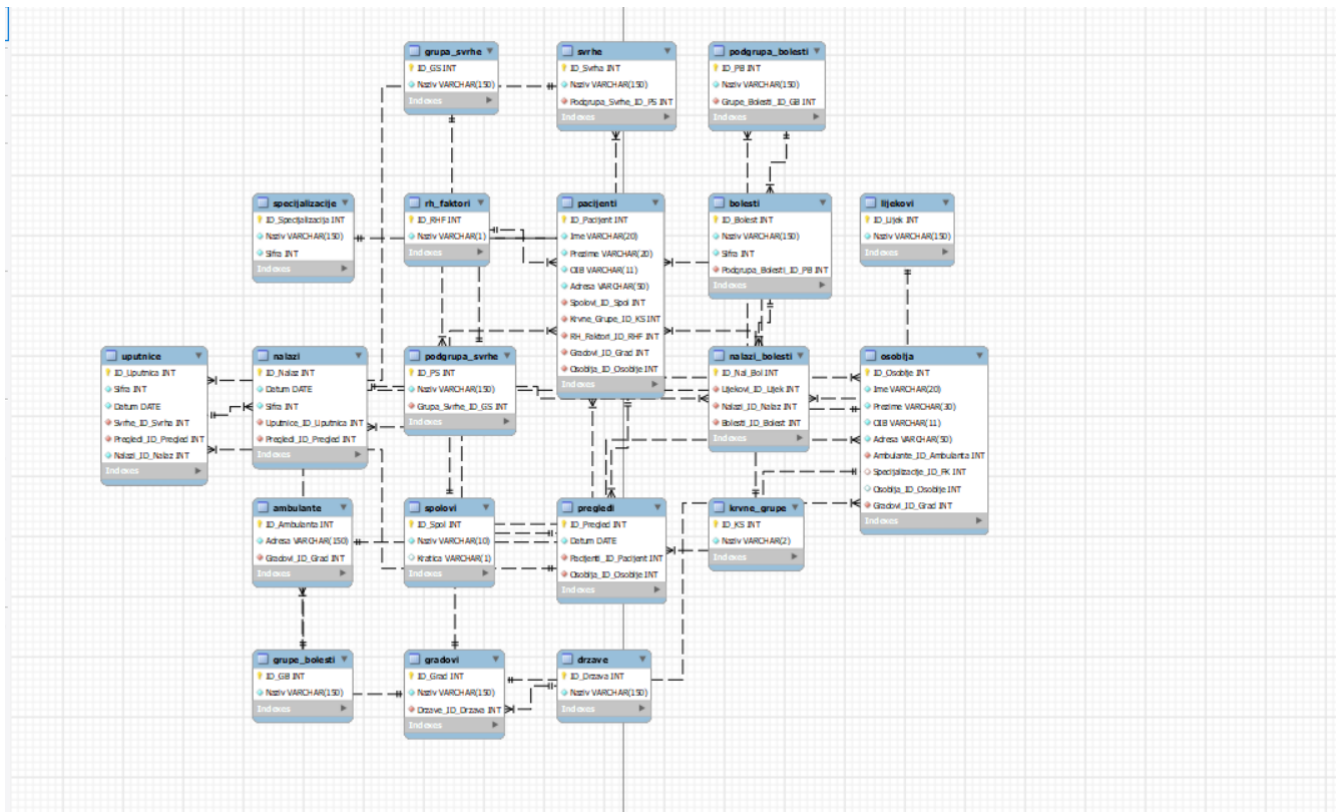 grupa_svrhe
ID_GS INT
Naziv VARCHAR(150)
Indexes
svrhe
ID_Svrha INT
Naziv VARCHAR(150)
Podgrupa_Svrhe_ID_PS INT
Indexes
podgrupa_bolesti
ID_PB INT
Naziv VARCHAR(150)
Grupe_Bolesti_ID_GB INT
Indexes
specijalizacije
ID_Specijalizacija INT
Naziv VARCHAR(150)
Sifra INT
Indexes
rh_faktori
ID_RHF INT
Naziv VARCHAR(1)
Indexes
pacijenti
ID_Pacijent INT
Ime VARCHAR(20)
Prezime VARCHAR(20)
OIB VARCHAR(11)
Adresa VARCHAR(50)
Spolovi_ID_Spol INT
Krvne_Grupe_ID_KS INT
RH_Faktori_ID_RHF INT
Gradovi_ID_Grad INT
Osoblja_ID_Osoblje INT
Indexes
bolesti
ID_Bolest INT
Naziv VARCHAR(150)
Sifra INT
Podgrupa_Bolesti_ID_PB INT
Indexes
lijekovi
ID_Lijek INT
Naziv VARCHAR(150)
Indexes
uputnice
ID_Uputnica INT
Sifra INT
Datum DATE
Svrhe_ID_Svrha INT
Pregledi_ID_Pregled INT
Nalazi_ID_Nalaz INT
Indexes
nalazi
ID_Nalaz INT
Datum DATE
Sifra INT
Uputnice_ID_Uputnica INT
Pregledi_ID_Pregled INT
Indexes
podgrupa_svrhe
ID_PS INT
Naziv VARCHAR(150)
Grupa_Svrhe_ID_GS INT
Indexes
nalazi_bolesti
ID_Nal_Bol INT
Lijekovi_ID_Lijek INT
Nalazi_ID_Nalaz INT
Bolesti_ID_Bolest INT
Indexes
osoblja
ID_Osoblje INT
Ime VARCHAR(20)
Prezime VARCHAR(30)
OIB VARCHAR(11)
Adresa VARCHAR(50)
Ambulante_ID_Ambulanta INT
Specijalizacije_ID_FK INT
Osoblja_ID_Osoblje INT
Gradovi_ID_Grad INT
Indexes
ambulante
ID_Ambulanta INT
Adresa VARCHAR(150)
Gradovi_ID_Grad INT
Indexes
spolovi
ID_Spol INT
Naziv VARCHAR(10)
Kratica VARCHAR(1)
Indexes
pregledi
ID_Pregled INT
Datum DATE
Pacijenti_ID_Pacijent INT
Osoblja_ID_Osoblje INT
Indexes
krvne_grupe
ID_KS INT
Naziv VARCHAR(2)
Indexes
grupe_bolesti
ID_GB INT
Naziv VARCHAR(150)
Indexes
gradovi
ID_Grad INT
Naziv VARCHAR(150)
Drzave_ID_Drzava INT
Indexes
drzave
ID_Drzava INT
Naziv VARCHAR(150)
Indexes